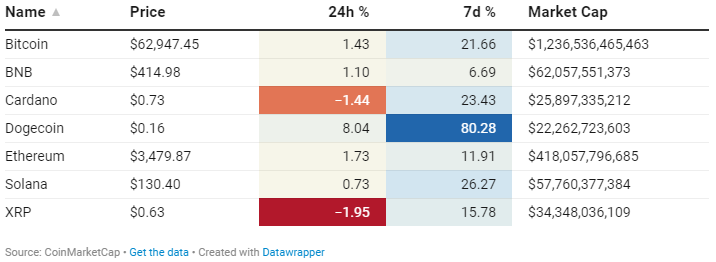 Name ▲ Price 24h % 7d % Market Cap
Bitcoin $62,947.45 1.43 21.66 $1,236,536,465,463
BNB $414.98 1.10 6.69 $62,057,551,373
Cardano $0.73 −1.44 23.43 $25,897,335,212
Dogecoin $0.16 8.04 80.28 $22,262,723,603
Ethereum $3,479.87 1.73 11.91 $418,057,796,685
Solana $130.40 0.73 26.27 $57,760,377,384
XRP $0.63 −1.95 15.78 $34,348,036,109
Source: CoinMarketCap • Get the data • Created with Datawrapper